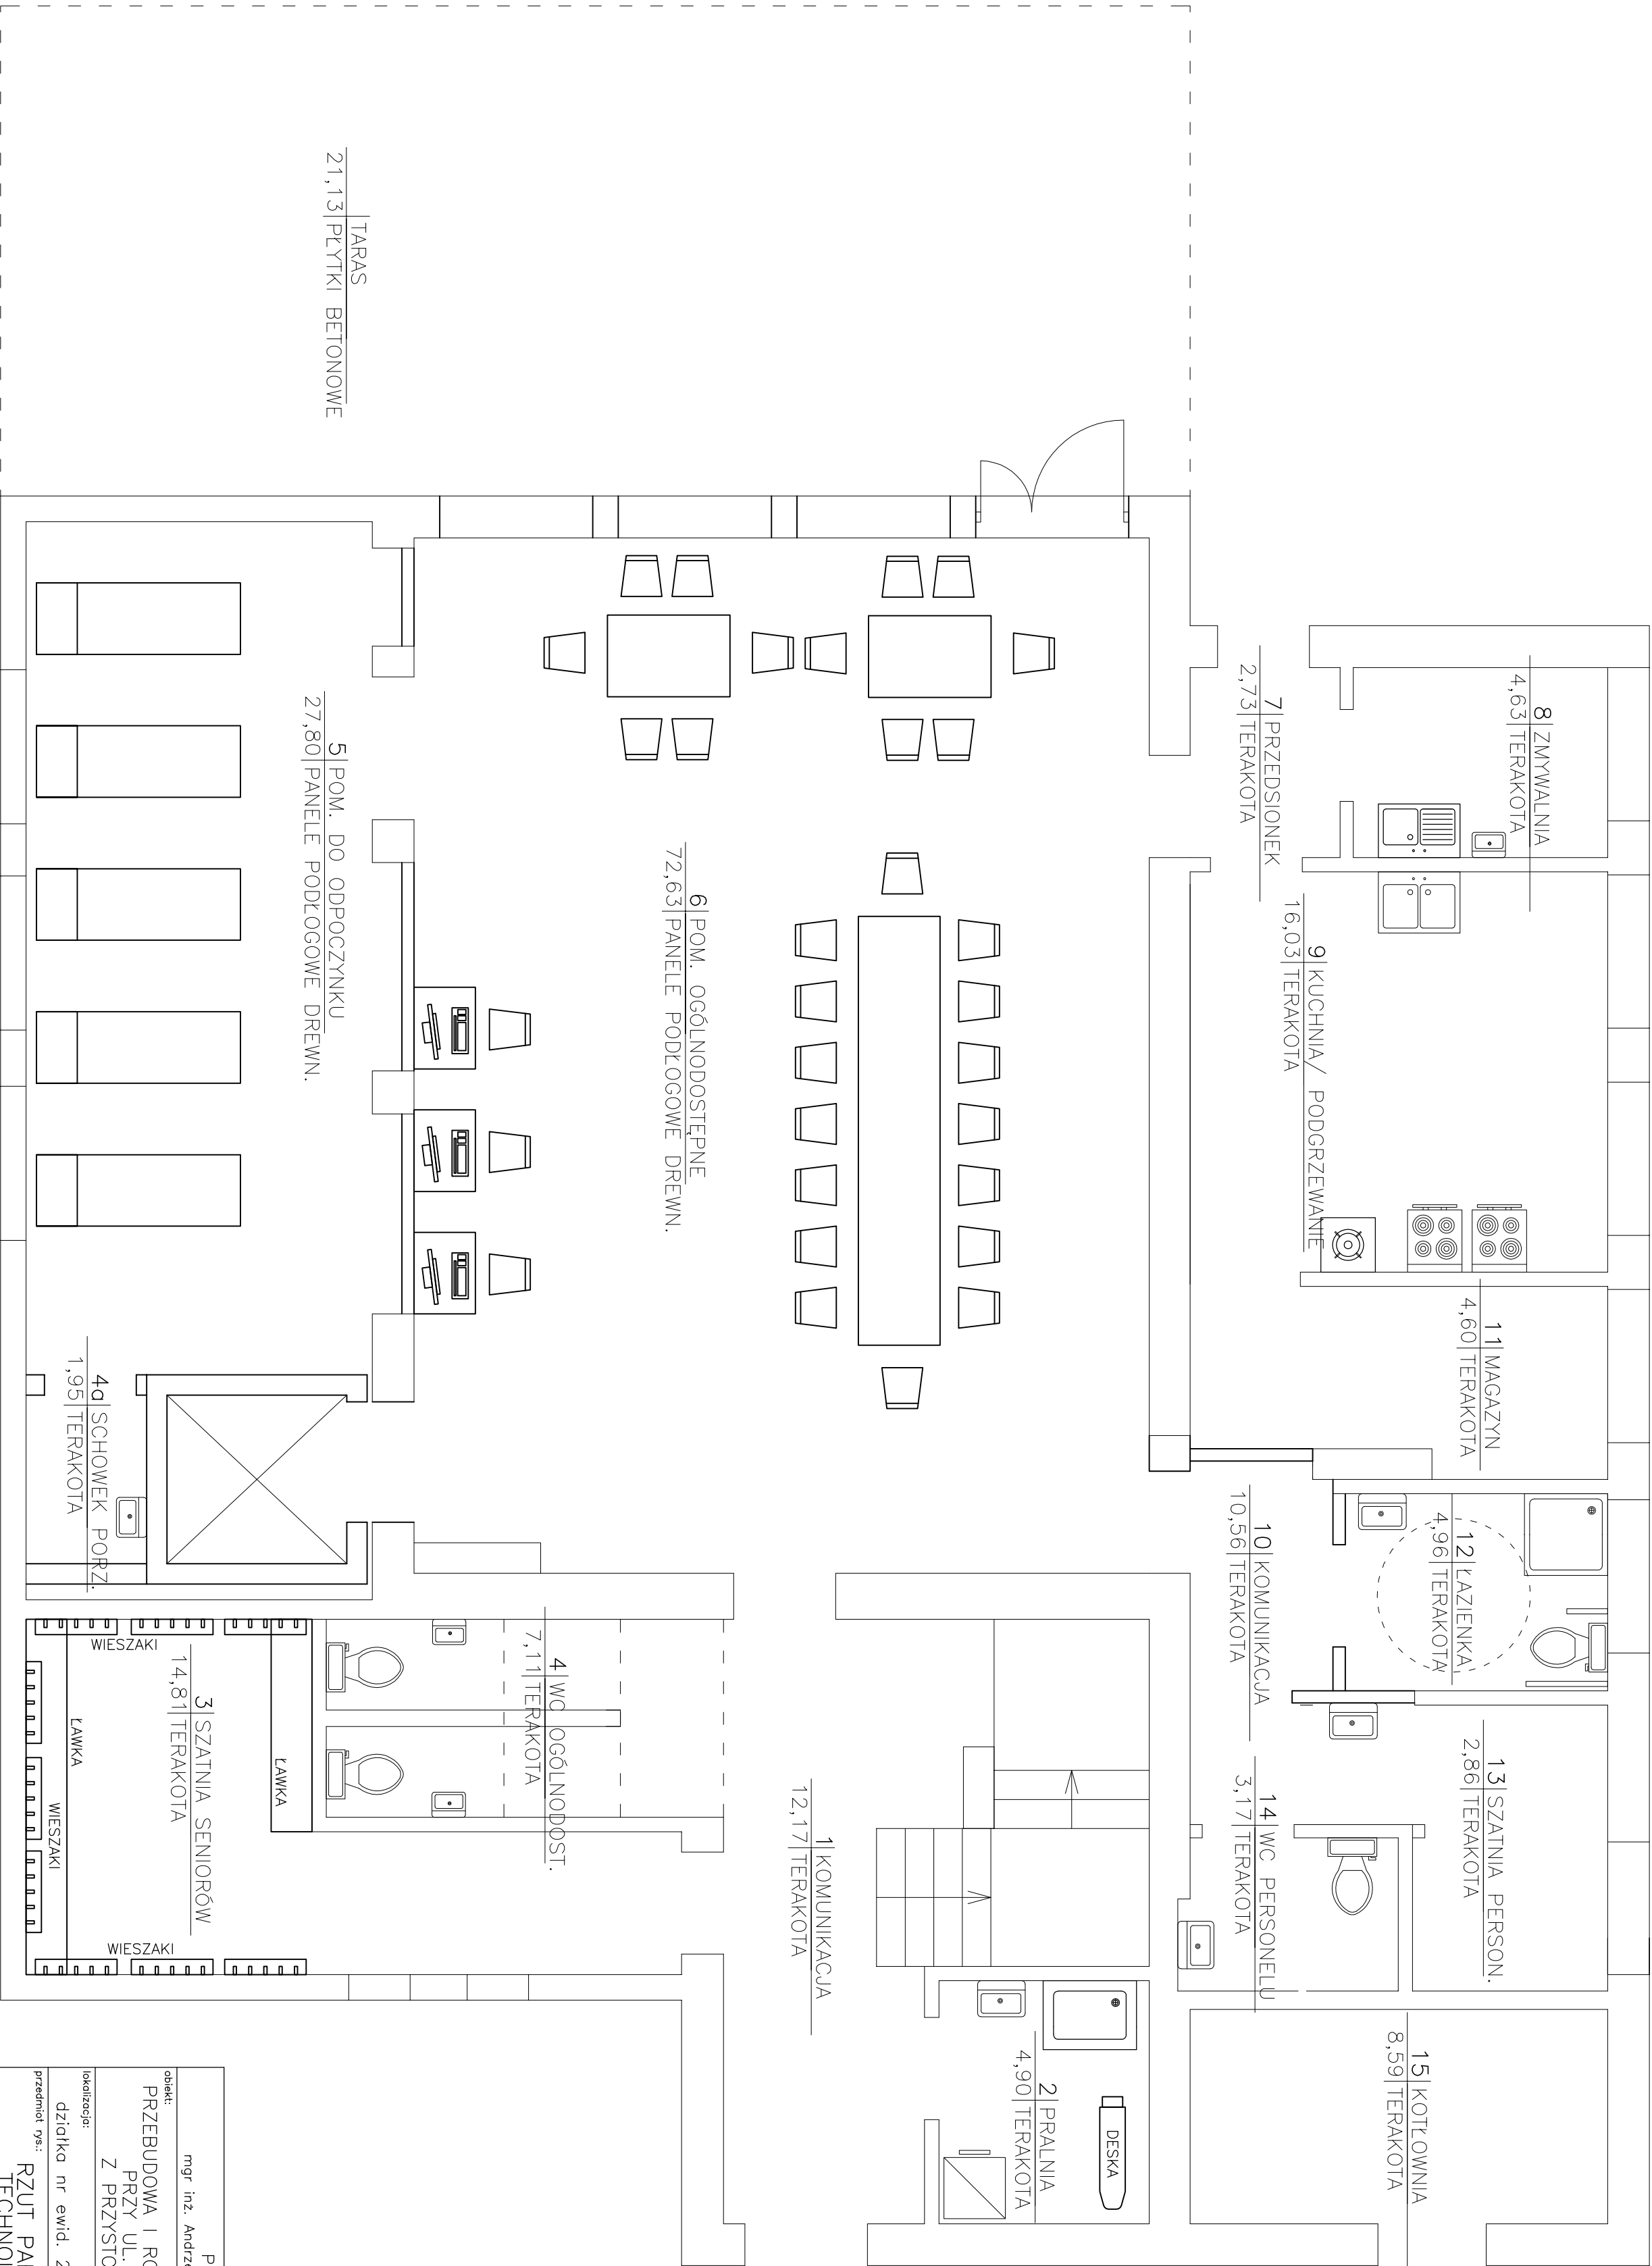 TARAS
21,13 PŁYTKI BETONOWE
8 ZMYWALNIA
4,63 TERAKOTA
7 PRZEDSIONEK
2,73 TERAKOTA
9 KUCHNIA/ PODGRZEWANIE
16,03 TERAKOTA
11 MAGAZYN
4,60 TERAKOTA
6 POM. OGÓLNODOSTĘPNE
72,63 PANELE PODŁOGOWE DREWN.
5 POM. DO ODPOCZYNKU
27,80 PANELE PODŁOGOWE DREWN.
4a SCHOWEK PORZ.
1,95 TERAKOTA
12 ŁAZIENKA
4,96 TERAKOTA
10 KOMUNIKACJA
10,56 TERAKOTA
13 SZATNIA PERSON.
2,86 TERAKOTA
14 WC PERSONELU
3,17 TERAKOTA
4 WC OGÓLNODOST.
7,11 TERAKOTA
3 SZATNIA SENIORÓW
14,81 TERAKOTA
WIESZAKI
ŁAWKA
WIESZAKI
ŁAWKA
WIESZAKI
1 KOMUNIKACJA
12,17 TERAKOTA
2 PRALNIA
4,90 TERAKOTA
DESKA
15 KOTŁOWNIA
8,59 TERAKOTA
P
mgr inż. Andrze
obiekt:
PRZEBUDOWA I RO
PRZY UL.
Z PRZYSTO
lokalizacja:
działka nr ewid. 2
przedmiot rys.:
RZUT PA